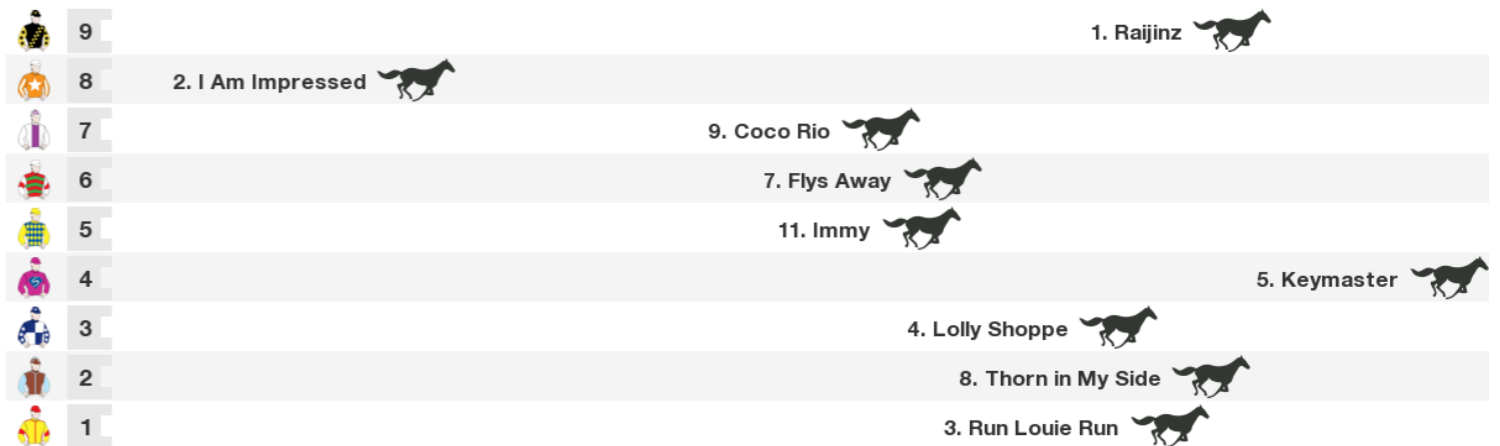 9 1. Raijinz
8 2. I Am Impressed
7 9. Coco Rio
6 7. Flys Away
5 11. Immy
4 5. Keymaster
3 4. Lolly Shoppe
2 8. Thorn in My Side
1 3. Run Louie Run